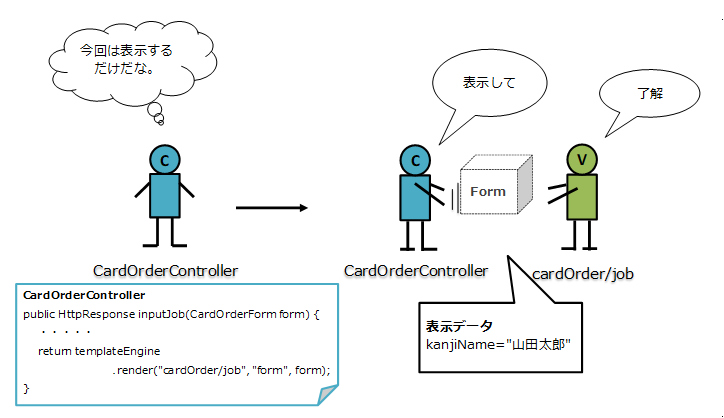 今回は表示する
だけだな。
表示して
了解
C
C
V
Form
CardOrderController
CardOrderController
cardOrder/job
CardOrderController
public HttpResponse inputJob(CardOrderForm form) {
・・・・・
return templateEngine
.render("cardOrder/job", "form", form);
}
表示データ
kanjiName="山田太郎"